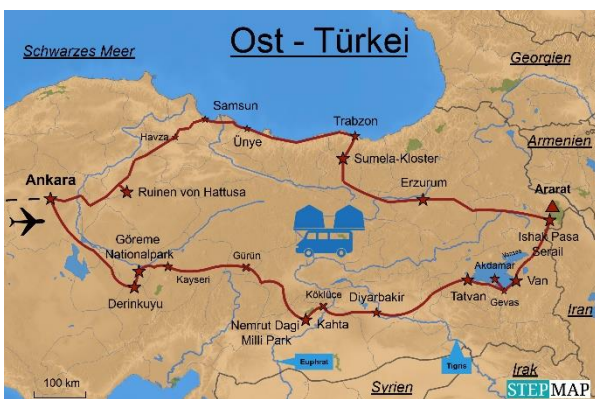 Ost - Türkei
Schwarzes Meer
Georgien
Samsun
Trabzon
Havza
Ünye
Armenien
Sumela-Kloster
Ankara
Ruinen von Hattusa
Erzurum
Ararat
Ishak Pasa
Serail
Göreme
Nationalpark
Gürün
Kayseri
Derinkuyu
Vansee
Akdamar
Van
Tatvan
Gevas
Köklüce
Diyarbakir
Nemrut Dagi
Milli Park
Kahta
Iran
Euphrat
Tigris
Irak
Syrien
100 km
STEPMAP